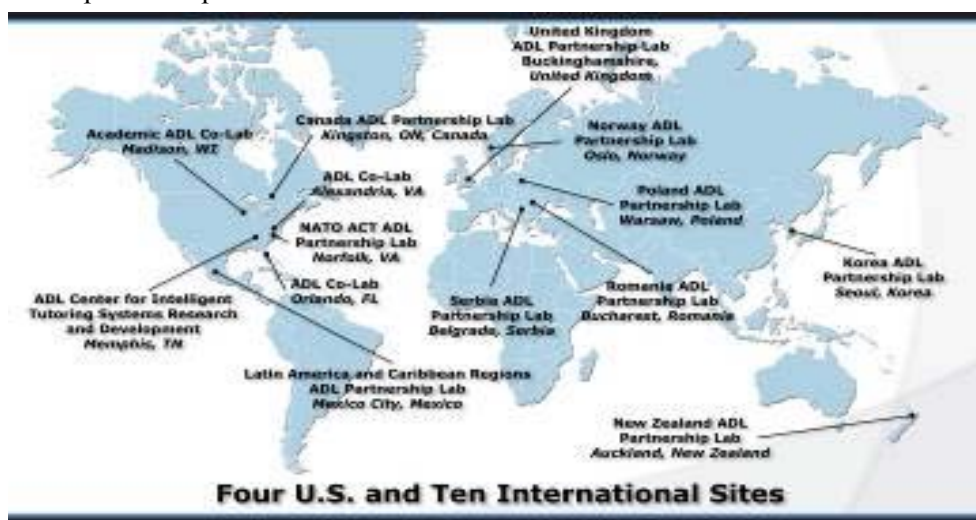 United Kingdom
ADL Partnership Lab
Buckinghamshire,
United Kingdom
Canada ADL Partnership Lab
Kingston, ON, Canada
Norway ADL
Partnership Lab
Oslo, Norway
Academic ADL Co-Lab
Madison, WI
ADL Co-Lab
Alexandria, VA
Poland ADL
Partnership Lab
Warsaw, Poland
NATO ACT ADL
Partnership Lab
Norfolk, VA
Korea ADL
Partnership Lab
Seoul, Korea
ADL Co-Lab
Orlando, FL
ADL Center for Intelligent
Tutoring Systems Research
and Development
Memphis, TN
Serbia ADL
Partnership Lab
Belgrade, Serbia
Romania ADL
Partnership Lab
Bucharest, Romania
Latin America and Caribbean Regions
ADL Partnership Lab
Mexico City, Mexico
New Zealand ADL
Partnership Lab
Auckland, New Zealand
Four U.S. and Ten International Sites